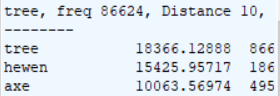 tree, freq 86624, Distance 10,
--------
tree 18366.12888 866
hewen 15425.95717 186
axe 10063.56974 495